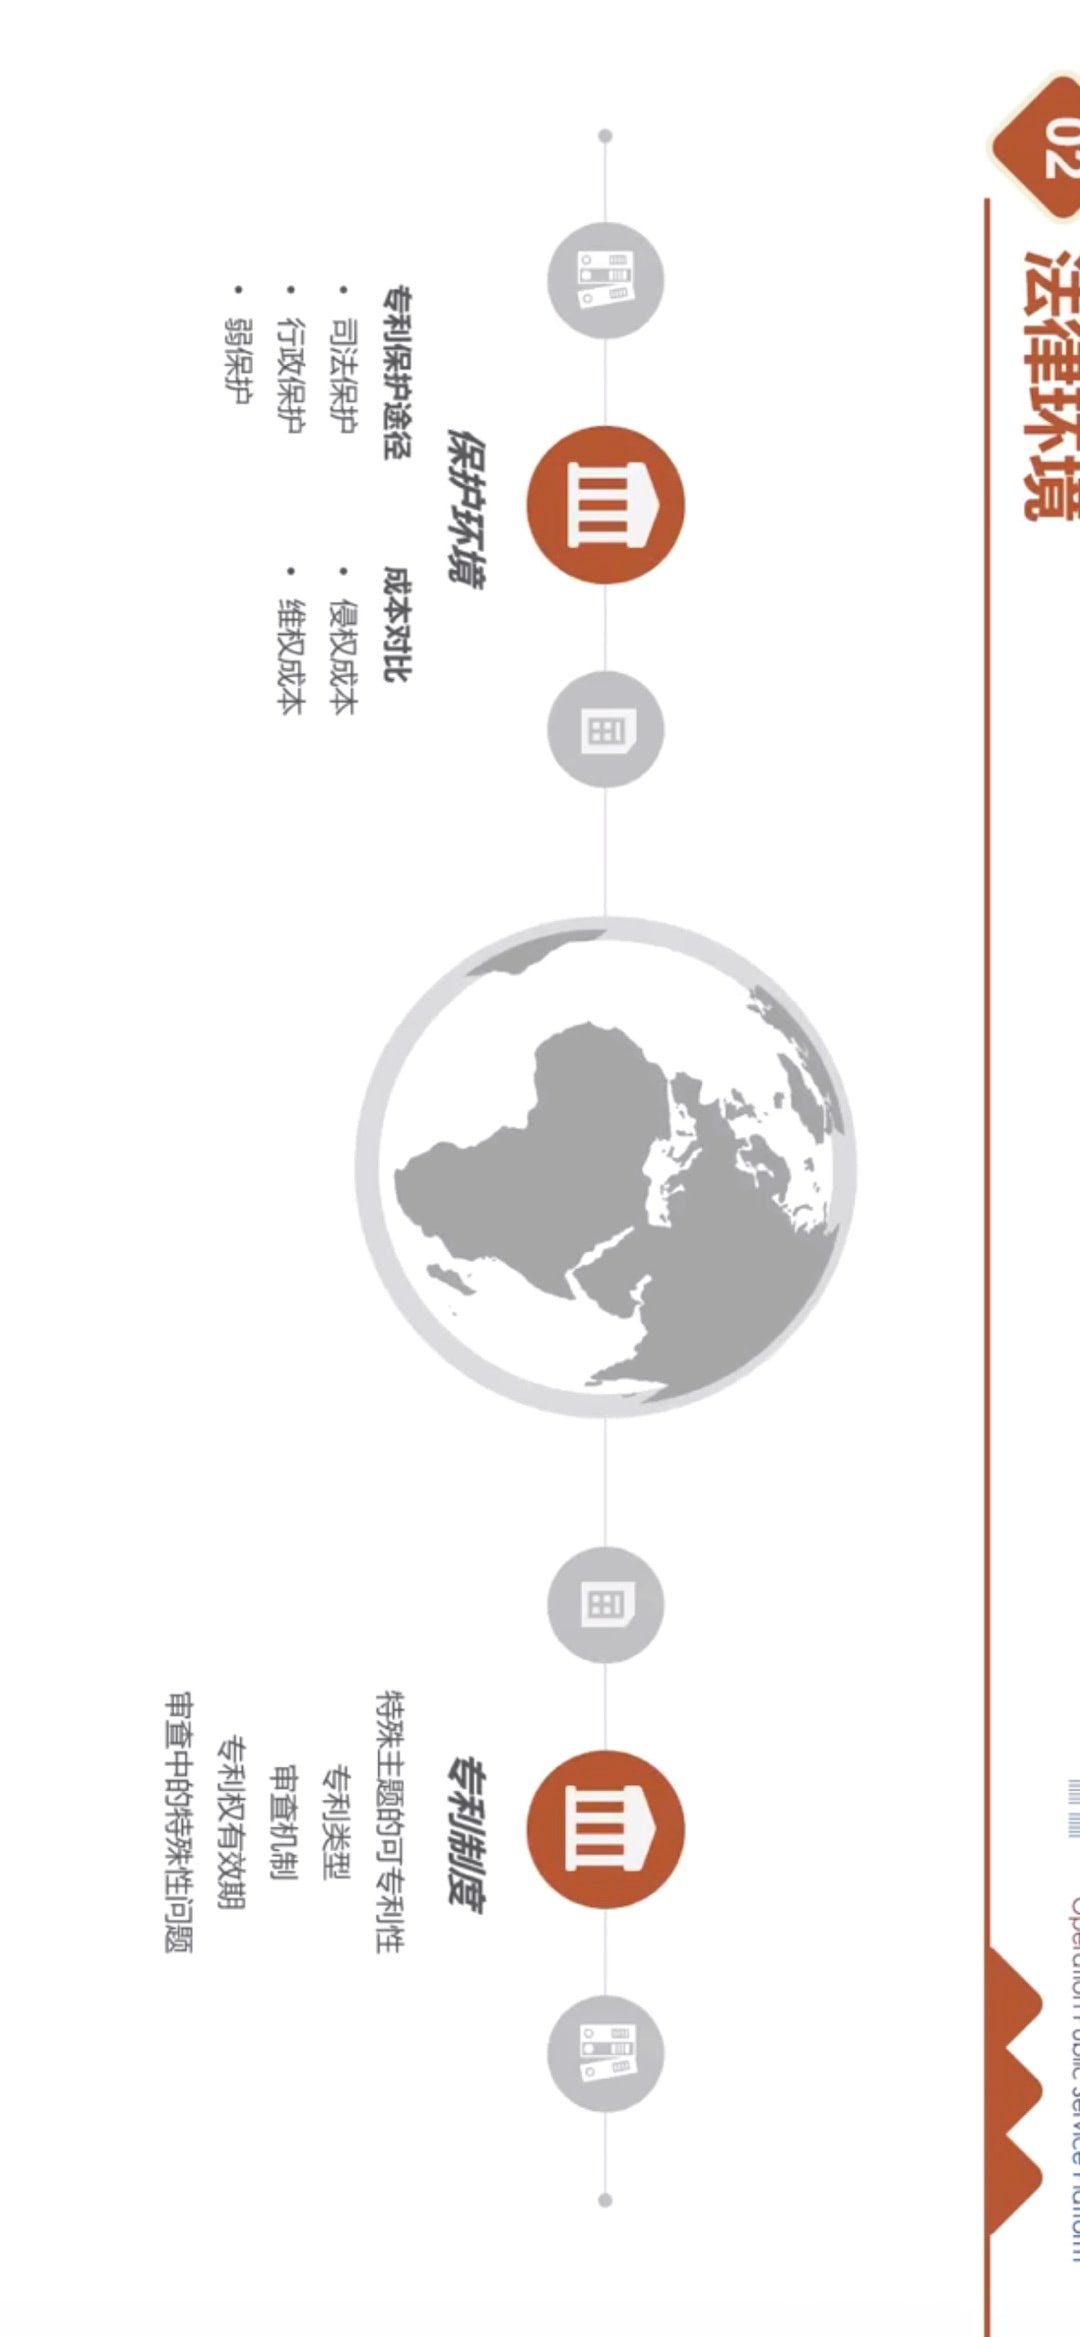 02
法律环境
Operation Public Service Platform
保护环境
专利保护途径
• 司法保护
• 行政保护
• 弱保护
成本对比
• 侵权成本
• 维权成本
专利制度
特殊主题的可专利性
专利类型
审查机制
专利权有效期
审查中的特殊性问题